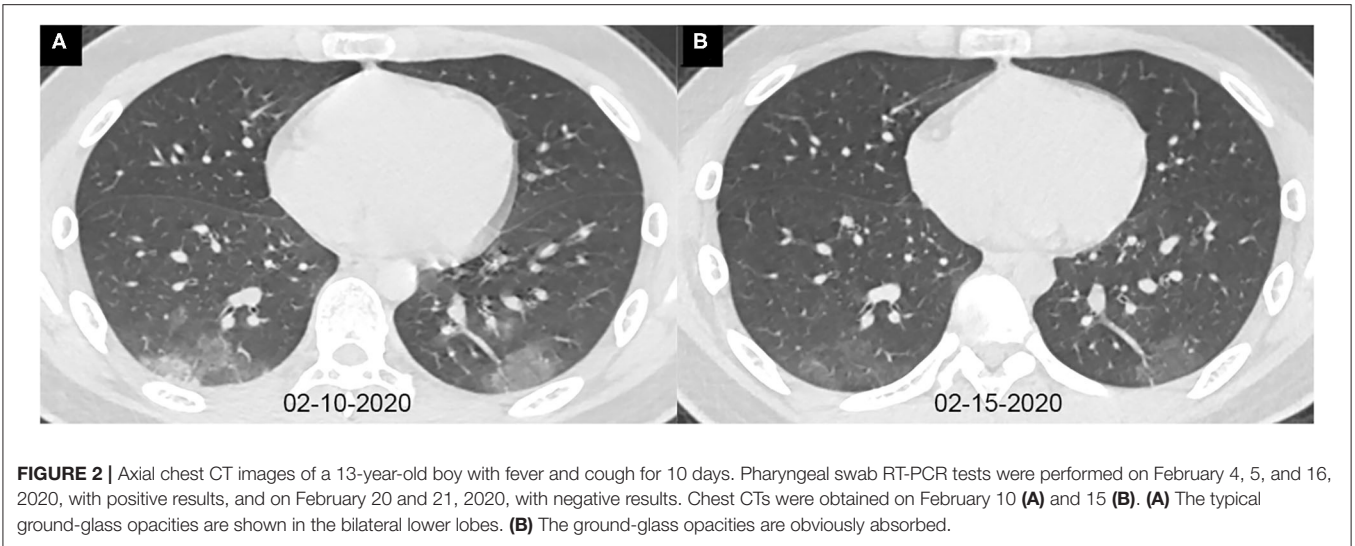 A
B
02-10-2020
02-15-2020
FIGURE 2 | Axial chest CT images of a 13-year-old boy with fever and cough for 10 days. Pharyngeal swab RT-PCR tests were performed on February 4, 5, and 16,
2020, with positive results, and on February 20 and 21, 2020, with negative results. Chest CTs were obtained on February 10 (A) and 15 (B). (A) The typical
ground-glass opacities are shown in the bilateral lower lobes. (B) The ground-glass opacities are obviously absorbed.